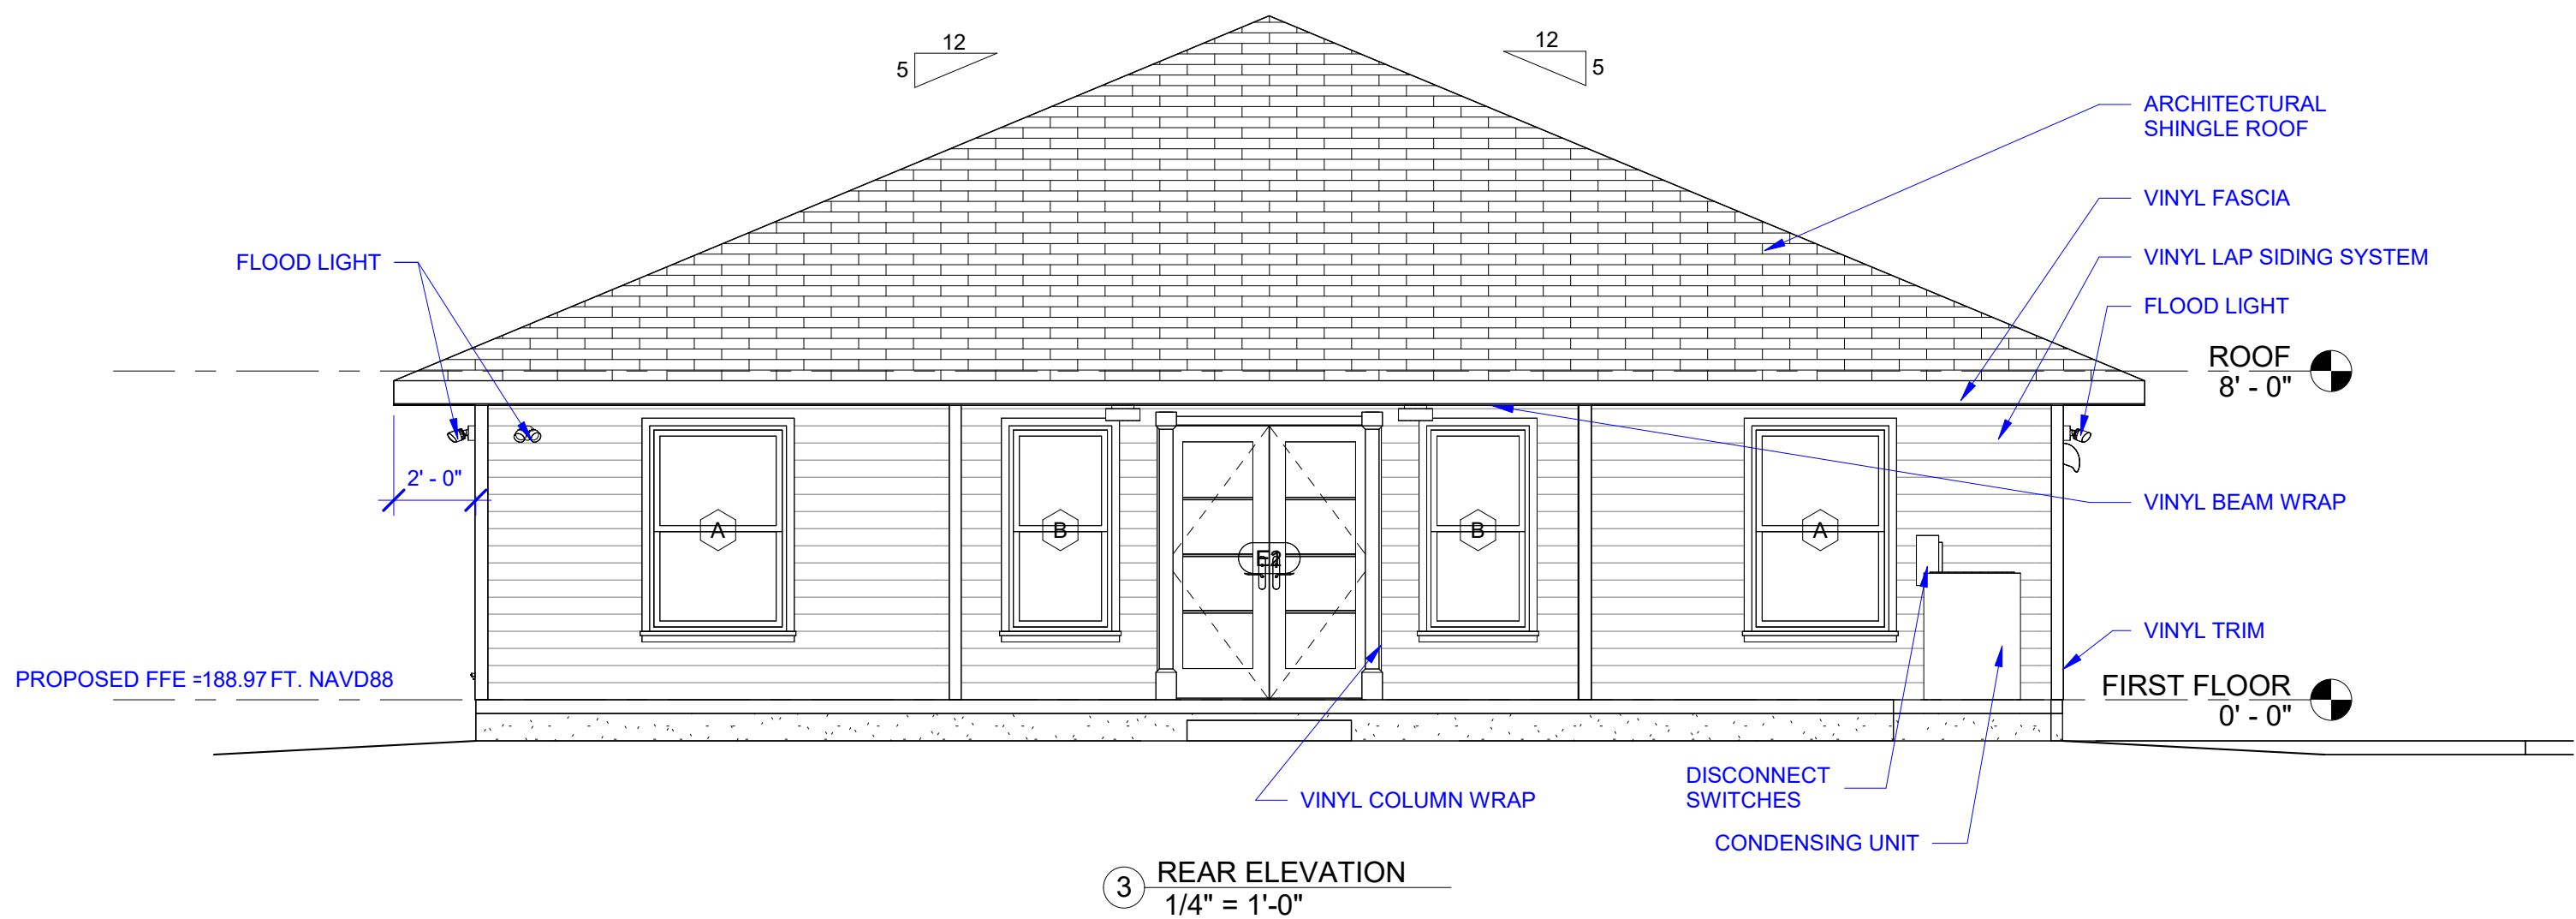 12
5
12
5
ARCHITECTURAL
SHINGLE ROOF
VINYL FASCIA
VINYL LAP SIDING SYSTEM
FLOOD LIGHT
FLOOD LIGHT
ROOF
8' - 0"
2' - 0"
VINYL BEAM WRAP
A
B
B
A
VINYL TRIM
PROPOSED FFE =188.97 FT. NAVD88
FIRST FLOOR
0' - 0"
DISCONNECT
SWITCHES
VINYL COLUMN WRAP
CONDENSING UNIT
3
REAR ELEVATION
1/4" = 1'-0"